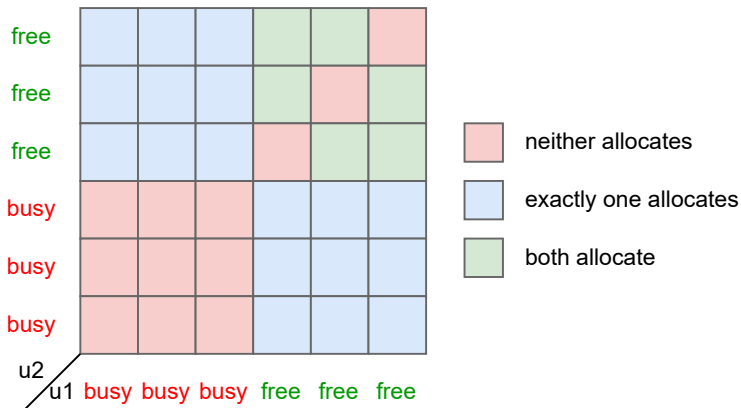 free
free
free
busy
busy
busy
neither allocates
exactly one allocates
both allocate
u2
u1 busy busy busy free free free